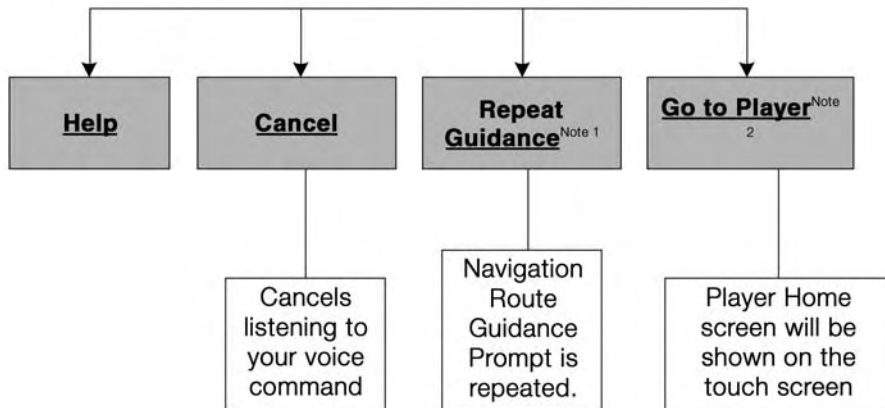 Help
Cancel
Repeat
Guidance Note 1
Go to Player Note
2
Cancels
listening to
your voice
command
Navigation
Route
Guidance
Prompt is
repeated.
Player Home
screen will be
shown on the
touch screen